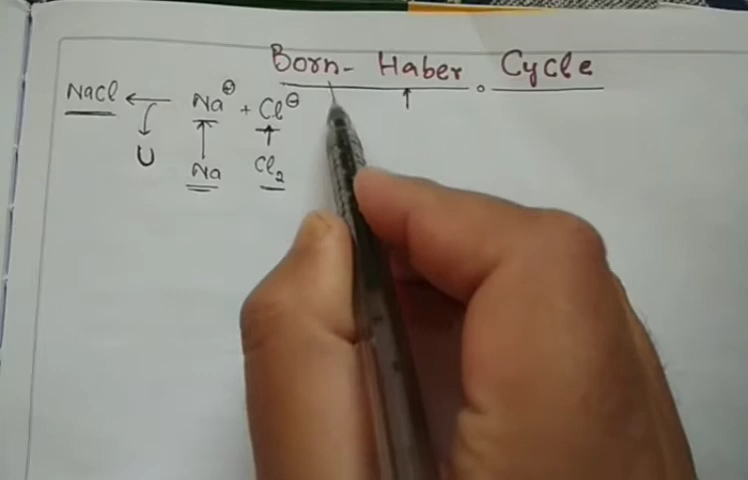 Born-Haber Cycle
NaCl ← Na⊕ + Cl⊖
U Na Cl₂